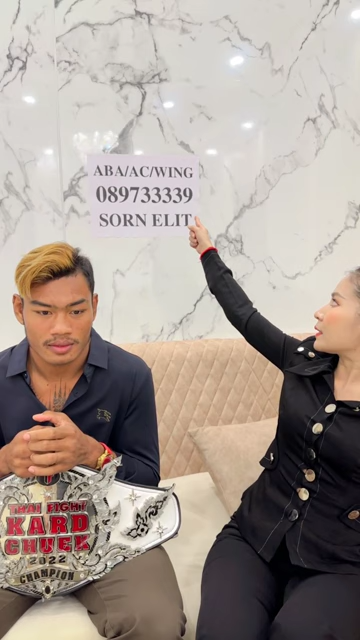 ABA/AC/WING
089733339
SORN ELIT
THAI FIGHT
KARD
CHUEK
2022
CHAMPION